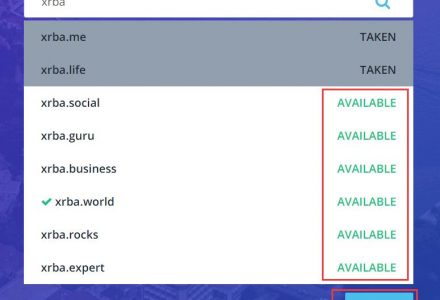 xrba
xrba.me TAKEN
xrba.life TAKEN
xrba.social AVAILABLE
xrba.guru AVAILABLE
xrba.business AVAILABLE
xrba.world AVAILABLE
xrba.rocks AVAILABLE
xrba.expert AVAILABLE